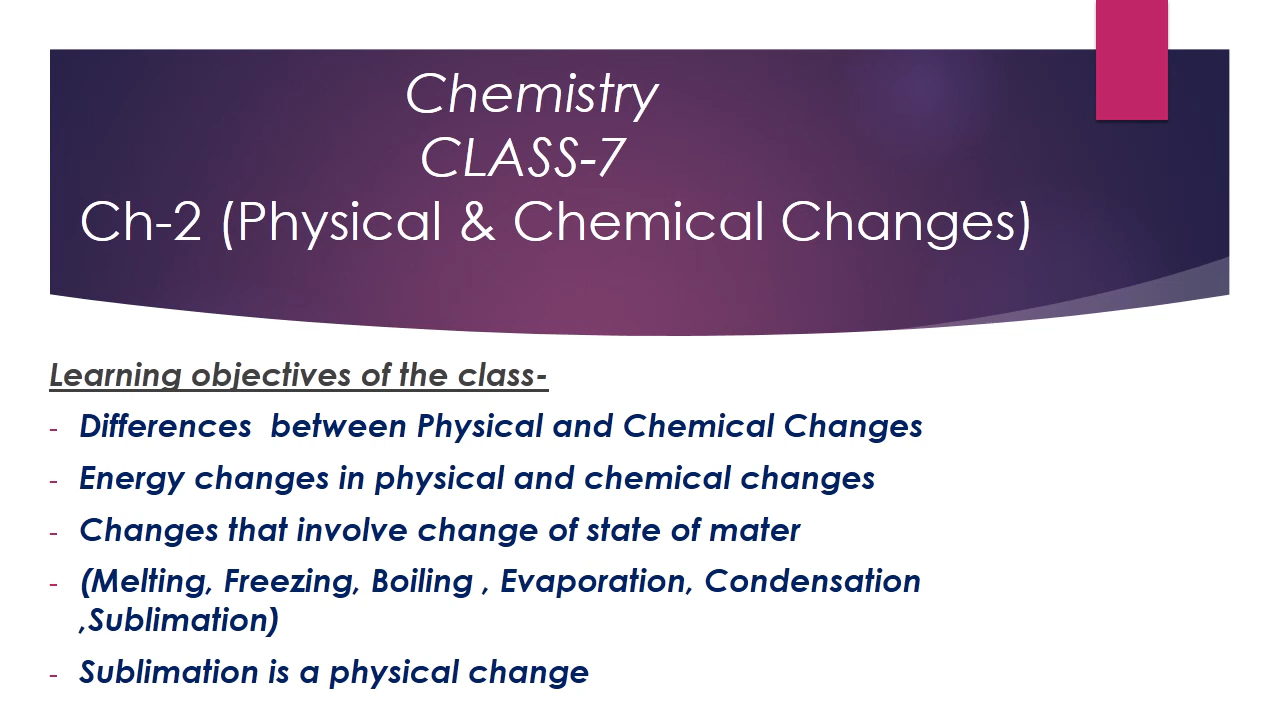 Chemistry
CLASS-7
Ch-2 (Physical & Chemical Changes)
Learning objectives of the class-
- Differences  between Physical and Chemical Changes
- Energy changes in physical and chemical changes
- Changes that involve change of state of mater
- (Melting, Freezing, Boiling , Evaporation, Condensation
,Sublimation)
- Sublimation is a physical change